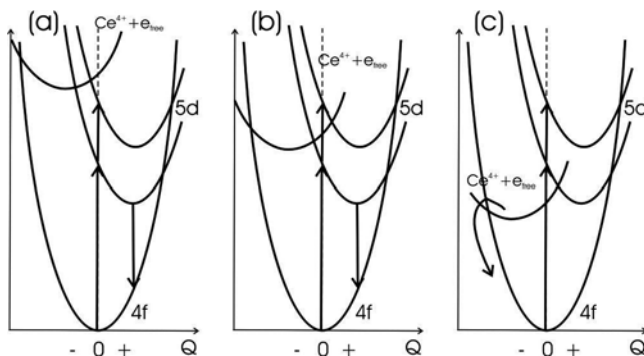 (a)
Ce4++efree
5d
4f
- 0 + Q
(b)
Ce4++efree
5d
4f
- 0 + Q
(c)
Ce4++efree
5d
4f
- 0 + Q